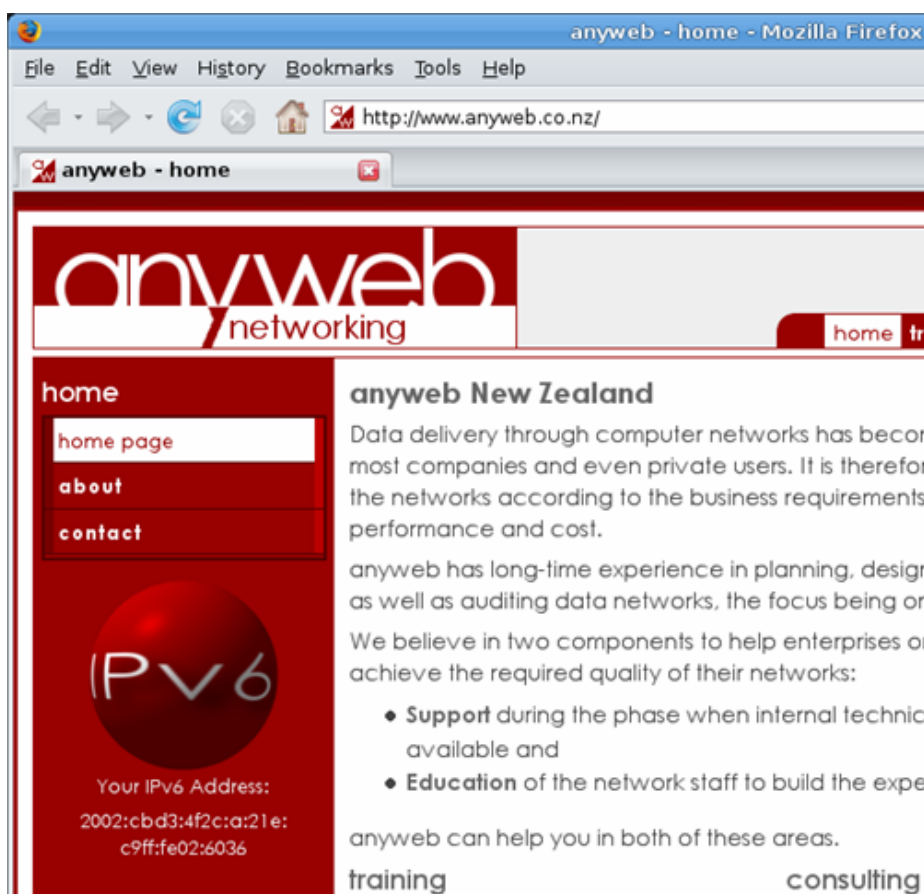 anyweb - home - Mozilla Firefox
File Edit View History Bookmarks Tools Help
http://www.anyweb.co.nz/
anyweb - home
anyweb
networking
home
home
home page
about
contact
IPv6
Your IPv6 Address:
2002:cbd3:4f2c:a:21e:
c9ff:fe02:6036
anyweb New Zealand
Data delivery through computer networks has
most companies and even private users. It is
the networks according to the business requirements
performance and cost.
anyweb has long-time experience in planning,
as well as auditing data networks, the focus being
We believe in two components to help enterprises
achieve the required quality of their networks:
• Support during the phase when internal
available and
• Education of the network staff to build the
anyweb can help you in both of these areas.
training consulting